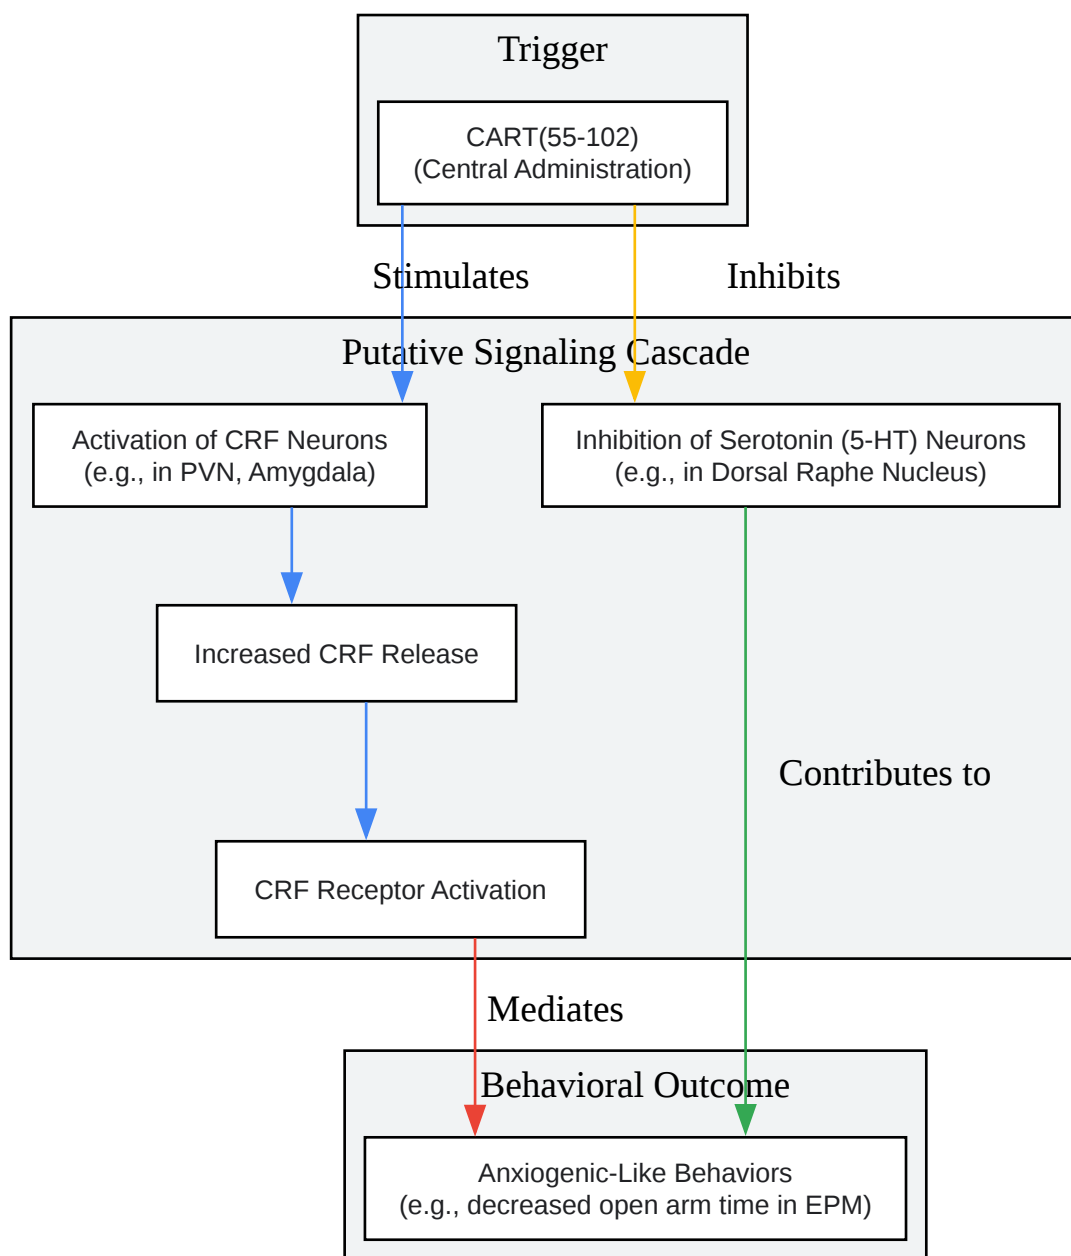 Trigger
CART(55-102)
(Central Administration)
Stimulates
Inhibits
Putative Signaling Cascade
Activation of CRF Neurons
(e.g., in PVN, Amygdala)
Inhibition of Serotonin (5-HT) Neurons
(e.g., in Dorsal Raphe Nucleus)
Increased CRF Release
Contributes to
CRF Receptor Activation
Mediates
Behavioral Outcome
Anxiogenic-Like Behaviors
(e.g., decreased open arm time in EPM)